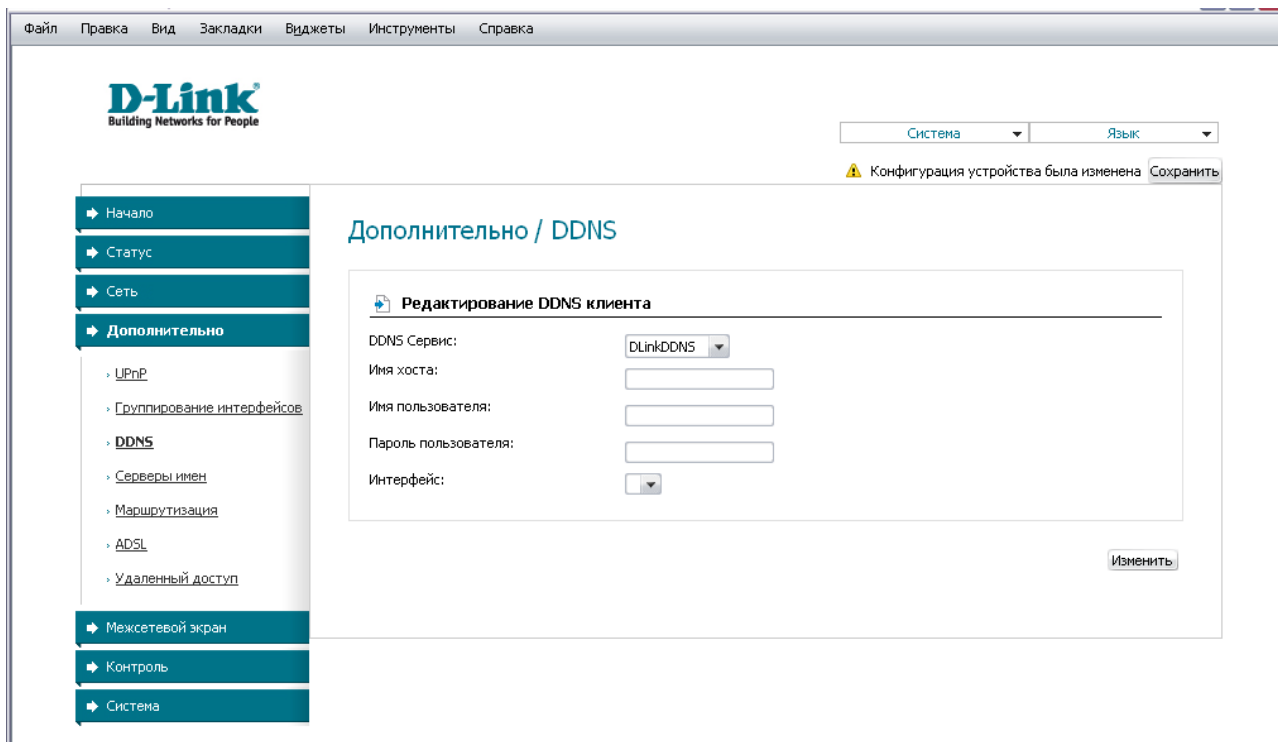 Файл Правка Вид Закладки Виджеты Инструменты Справка
D-Link
Building Networks for People
Система Язык
Конфигурация устройства была изменена Сохранить
Начало
Статус
Сеть
Дополнительно
UPnP
Группирование интерфейсов
DDNS
Серверы имен
Маршрутизация
ADSL
Удаленный доступ
Межсетевой экран
Контроль
Система
Дополнительно / DDNS
Редактирование DDNS клиента
DDNS Сервис: DLinkDDNS
Имя хоста:
Имя пользователя:
Пароль пользователя:
Интерфейс:
Изменить